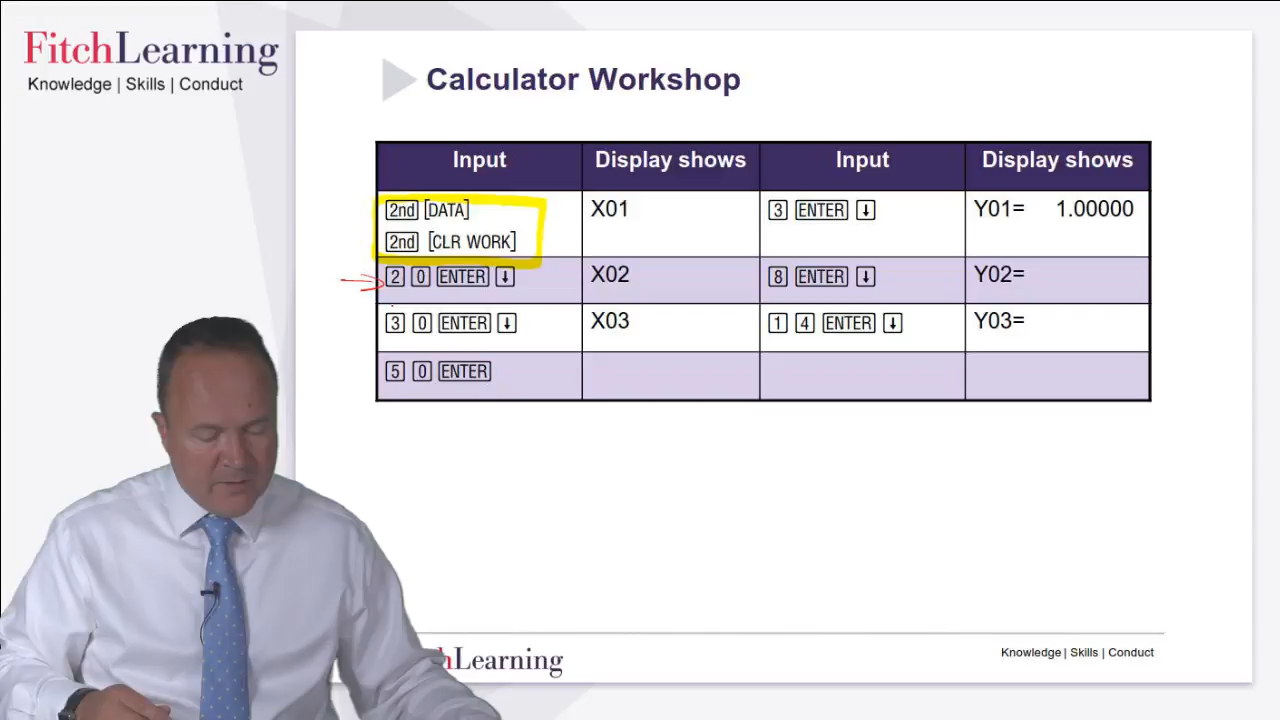 FitchLearning
Knowledge | Skills | Conduct
Calculator Workshop
Input Display shows Input Display shows
2nd [DATA] X01 3 ENTER ↓ Y01= 1.00000
2nd [CLR WORK]
2 0 ENTER ↓ X02 8 ENTER ↓ Y02=
3 0 ENTER ↓ X03 1 4 ENTER ↓ Y03=
5 0 ENTER
hLearning
Knowledge | Skills | Conduct